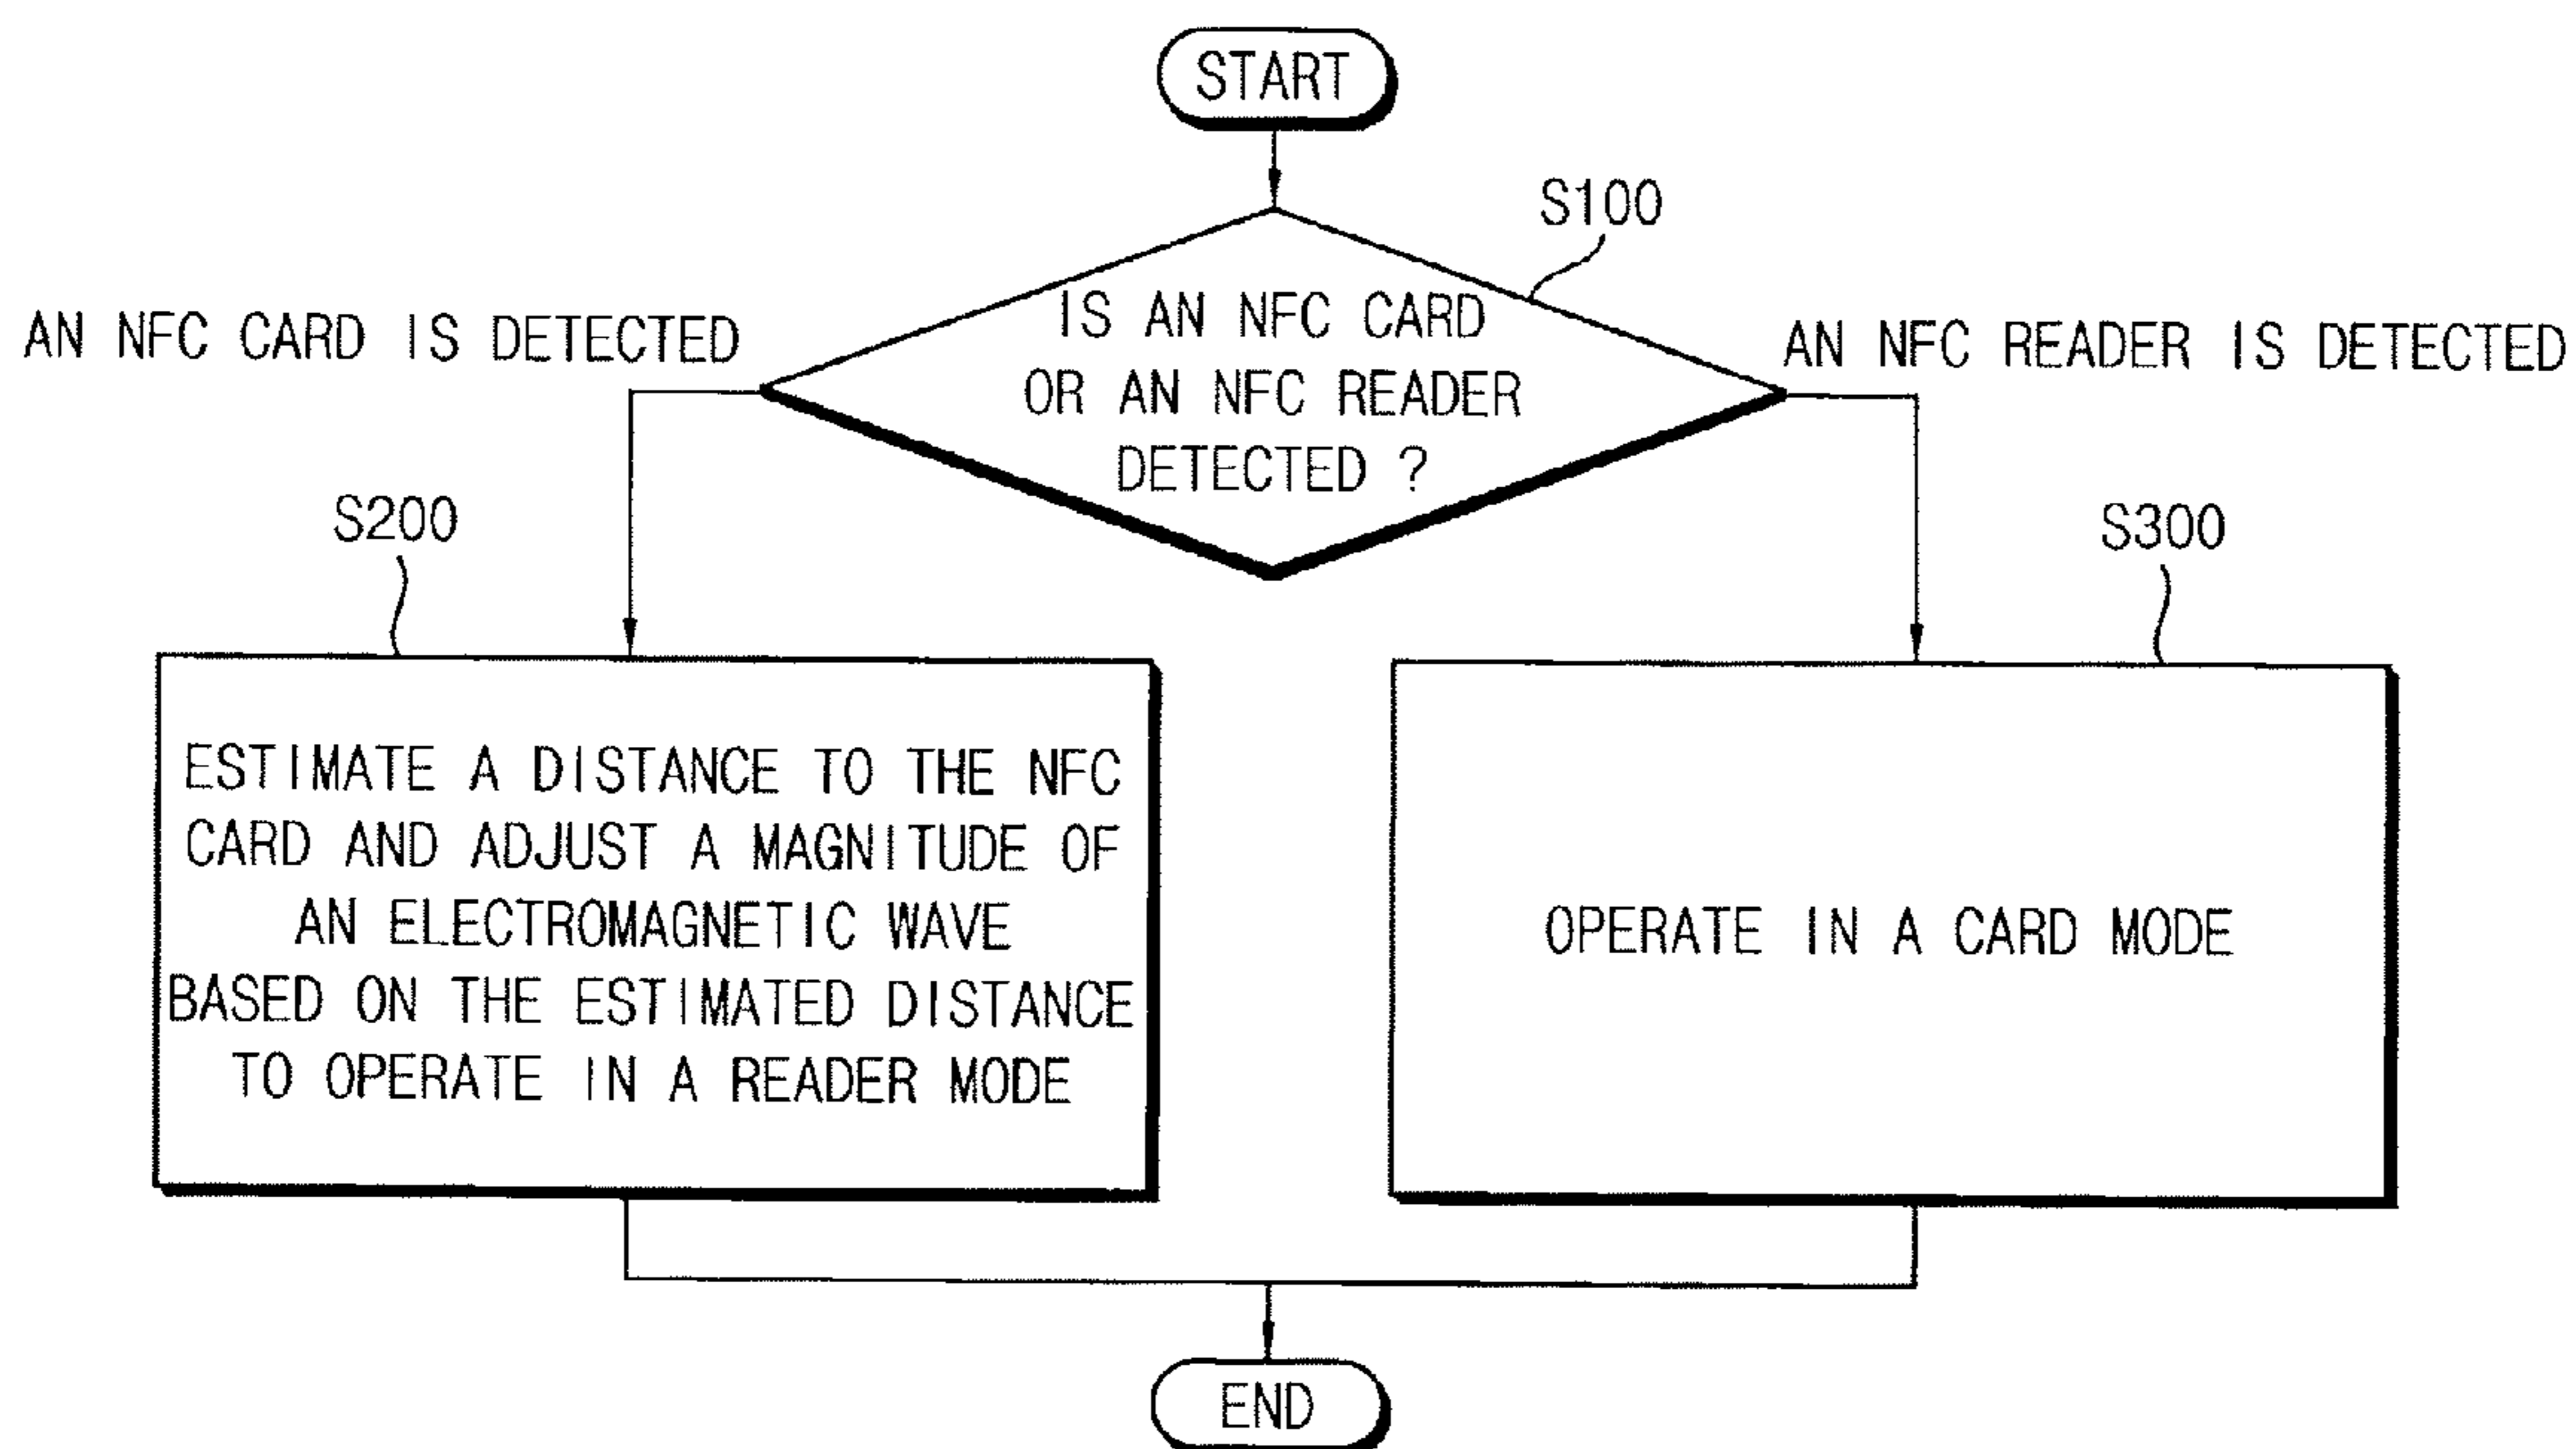 START
S100
IS AN NFC CARD
OR AN NFC READER
DETECTED ?
AN NFC CARD IS DETECTED
AN NFC READER IS DETECTED
S200
ESTIMATE A DISTANCE TO THE NFC
CARD AND ADJUST A MAGNITUDE OF
AN ELECTROMAGNETIC WAVE
BASED ON THE ESTIMATED DISTANCE
TO OPERATE IN A READER MODE
S300
OPERATE IN A CARD MODE
END